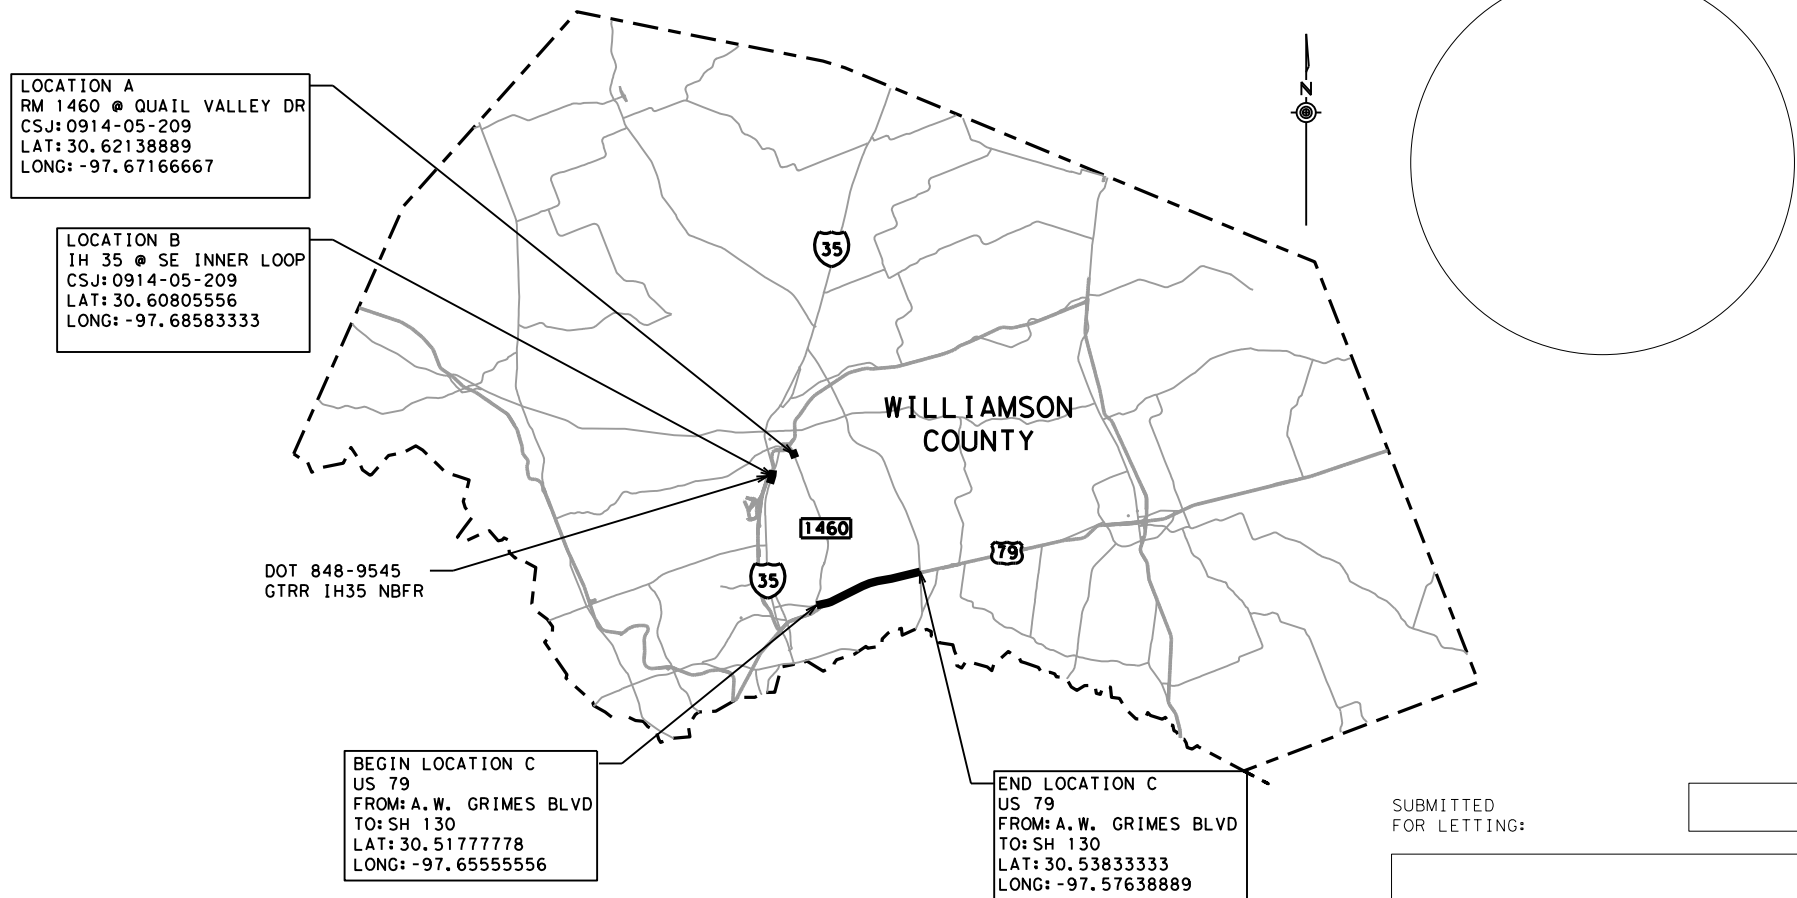 LOCATION A
RM 1460 @ QUAIL VALLEY DR
CSJ:0914-05-209
LAT:30.62138889
LONG:-97.67166667
LOCATION B
IH 35 @ SE INNER LOOP
CSJ:0914-05-209
LAT:30.60805556
LONG:-97.68583333
N
35
WILLIAMSON
COUNTY
1460
79
DOT 848-9545
GTRR IH35 NBFR
35
BEGIN LOCATION C
US 79
FROM:A.W. GRIMES BLVD
TO:SH 130
LAT:30.51777778
LONG:-97.65555556
END LOCATION C
US 79
FROM:A.W. GRIMES BLVD
TO:SH 130
LAT:30.53833333
LONG:-97.57638889
SUBMITTED
FOR LETTING: